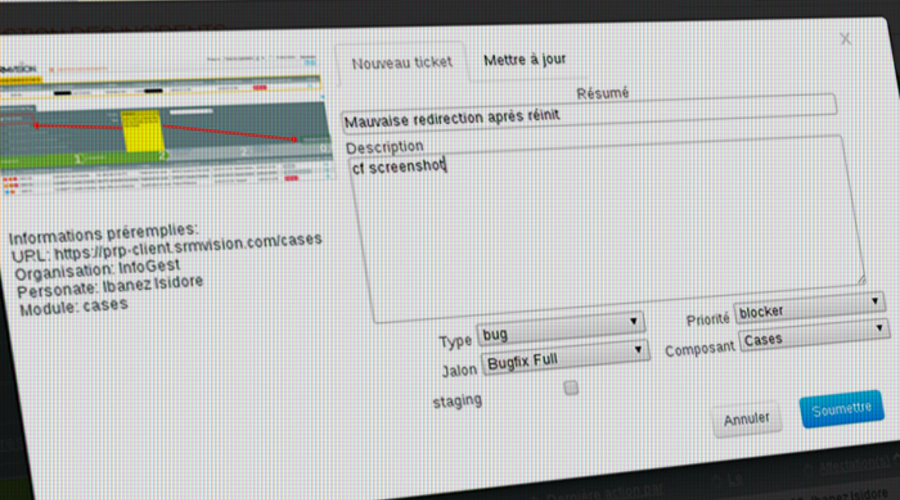 X
Nouveau ticket
Mettre à jour
Résumé
Mauvaise redirection après réinit
Description
cf screenshot
Informations préremplies:
URL: https://prp-client.srmvision.com/cases
Organisation: InfoGest
Personate: Ibanez Isidore
Module: cases
Type bug
Priorité blocker
Jalon Bugfix Full
Composant Cases
staging
Annuler
Soumettre